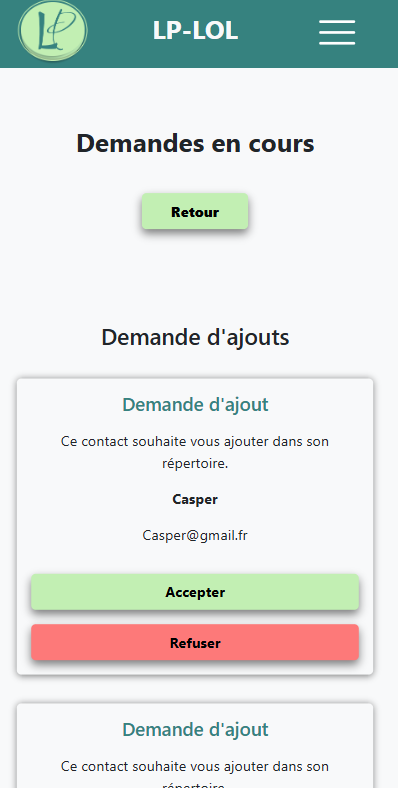 LP
LP-LOL
Demandes en cours
Retour
Demande d'ajouts
Demande d'ajout
Ce contact souhaite vous ajouter dans son
répertoire.
Casper
Casper@gmail.fr
Accepter
Refuser
Demande d'ajout
Ce contact souhaite vous ajouter dans son
répertoire.